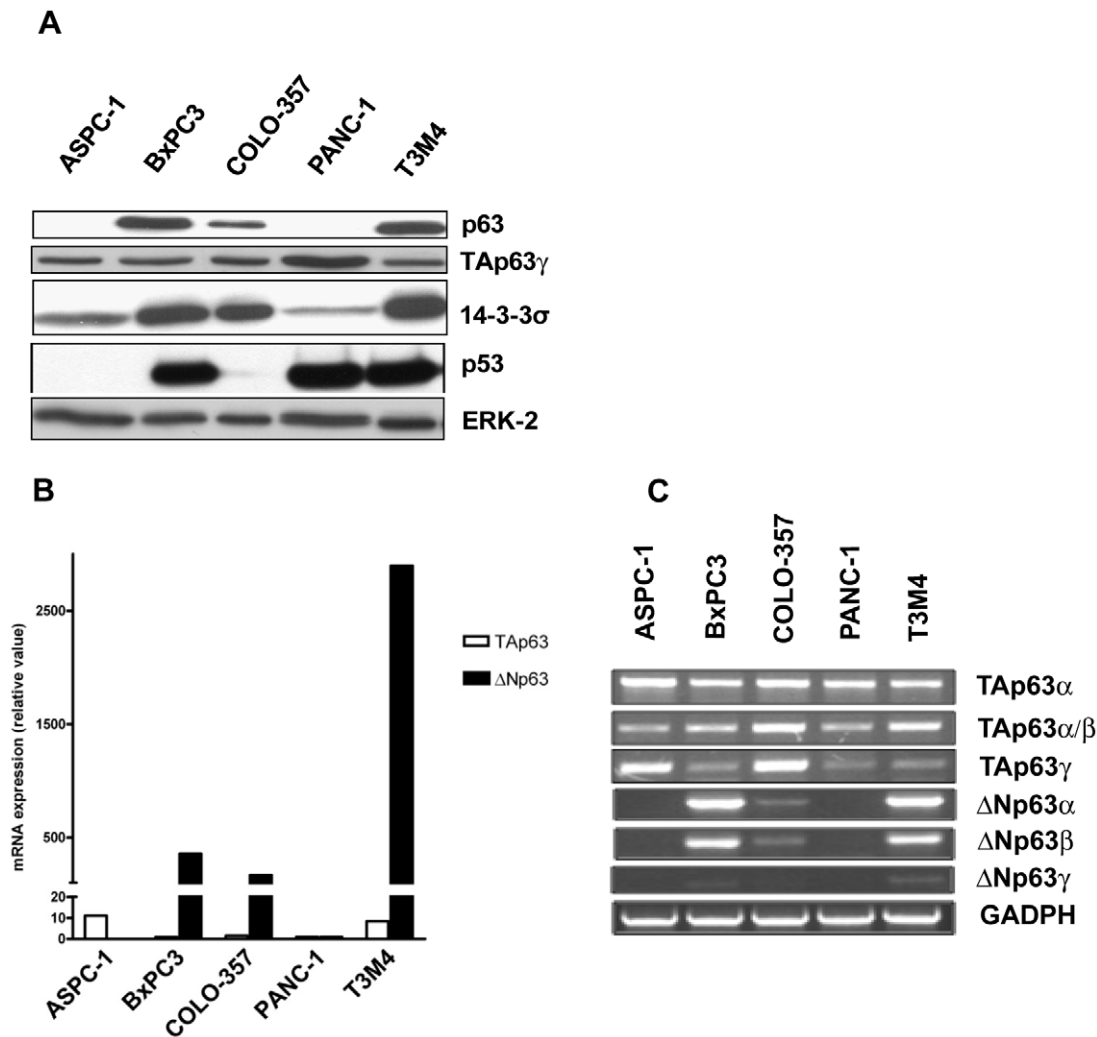 A
ASPC-1
BxPC3
COLO-357
PANC-1
T3M4
p63
TAp63γ
14-3-3σ
p53
ERK-2
B
mRNA expression (relative value)
2500
1500
500
20
10
0
TAp63
ΔNp63
ASPC-1
BxPC3
COLO-357
PANC-1
T3M4
C
ASPC-1
BxPC3
COLO-357
PANC-1
T3M4
TAp63α
TAp63α/β
TAp63γ
ΔNp63α
ΔNp63β
ΔNp63γ
GADPH